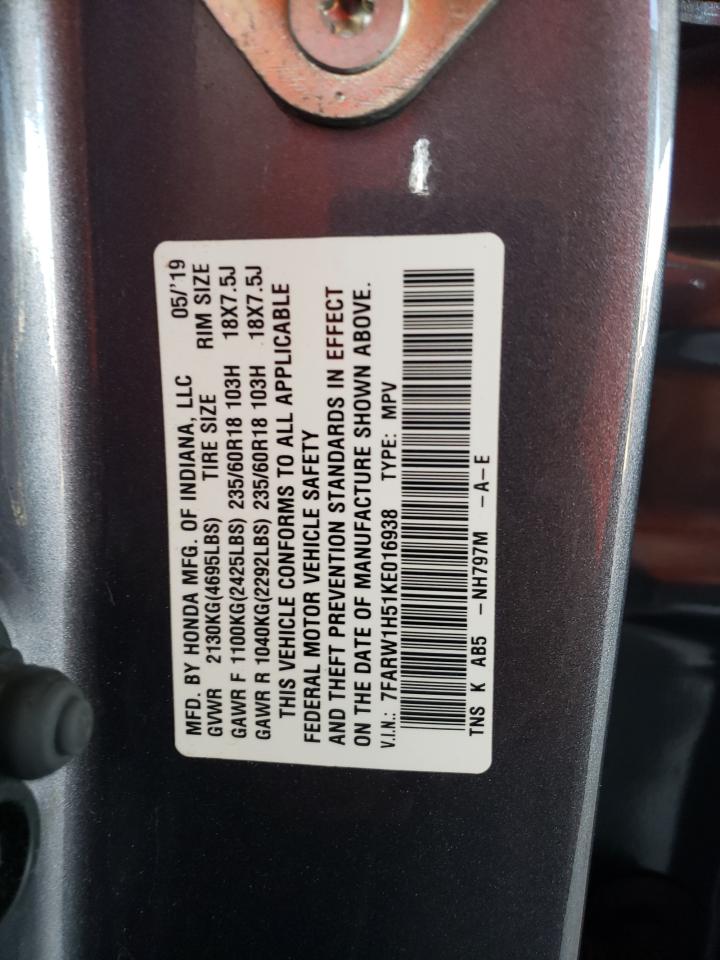 MFD. BY HONDA MFG. OF INDIANA, LLC 05/'19
GVWR 2130KG(4695LBS) TIRE SIZE RIM SIZE
GAWR F 1100KG(2425LBS) 235/60R18 103H 18X7.5J
GAWR R 1040KG(2292LBS) 235/60R18 103H 18X7.5J
THIS VEHICLE CONFORMS TO ALL APPLICABLE
FEDERAL MOTOR VEHICLE SAFETY
AND THEFT PREVENTION STANDARDS IN EFFECT
ON THE DATE OF MANUFACTURE SHOWN ABOVE.
V.I.N.: 7FARW1H51KE016938 TYPE: MPV
TNS K AB5 -NH797M -A-E